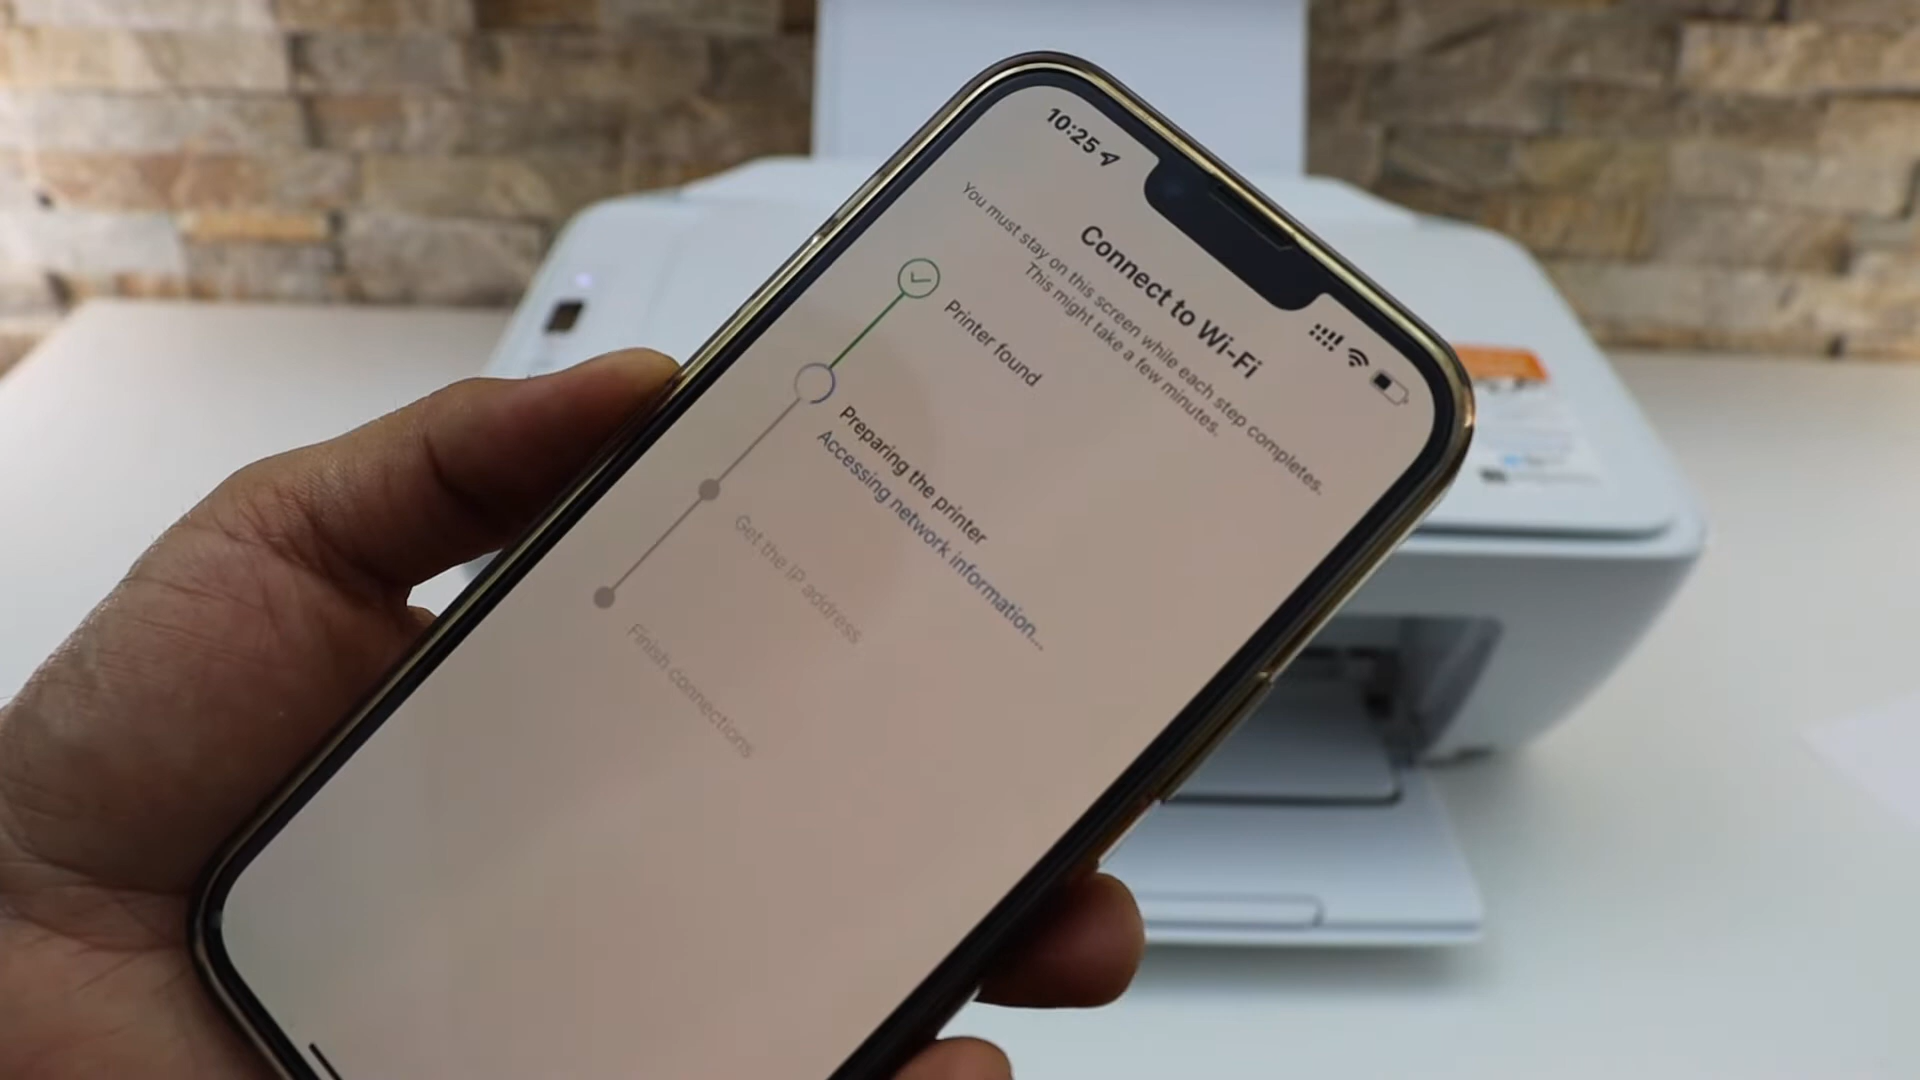 10:25
Connect to Wi-Fi
You must stay on this screen while each step completes.
This might take a few minutes.
Printer found
Preparing the printer
Accessing network information...
Get the IP address
Finish connections